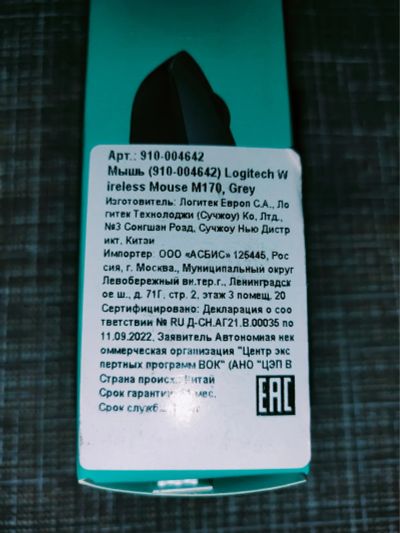 Арт.: 910-004642
Мышь (910-004642) Logitech W
ireless Mouse M170, Grey
Изготовитель: Логитек Европ С.А., Ло
гитек Технолоджи (Сучжоу) Ко, Лтд.,
№3 Сонгшан Роад, Сучжоу Нью Дистр
икт, Китай
Импортер: ООО «АСБИС» 125445, Рос
сия, г. Москва., Муниципальный округ
Левобережный вн.тер.г., Ленинградск
ое ш., д. 71Г, стр. 2, этаж 3 помещ. 20
Сертифицировано: Декларация о соо
тветствии № RU Д-CH.АГ21.В.00035 по
11.09.2022, Заявитель Автономная нек
оммерческая организация "Центр экс
пертных программ ВОК" (АНО "ЦЭП В
Страна происх.: Китай
Срок гарантии: мес.
Срок служб
EAC